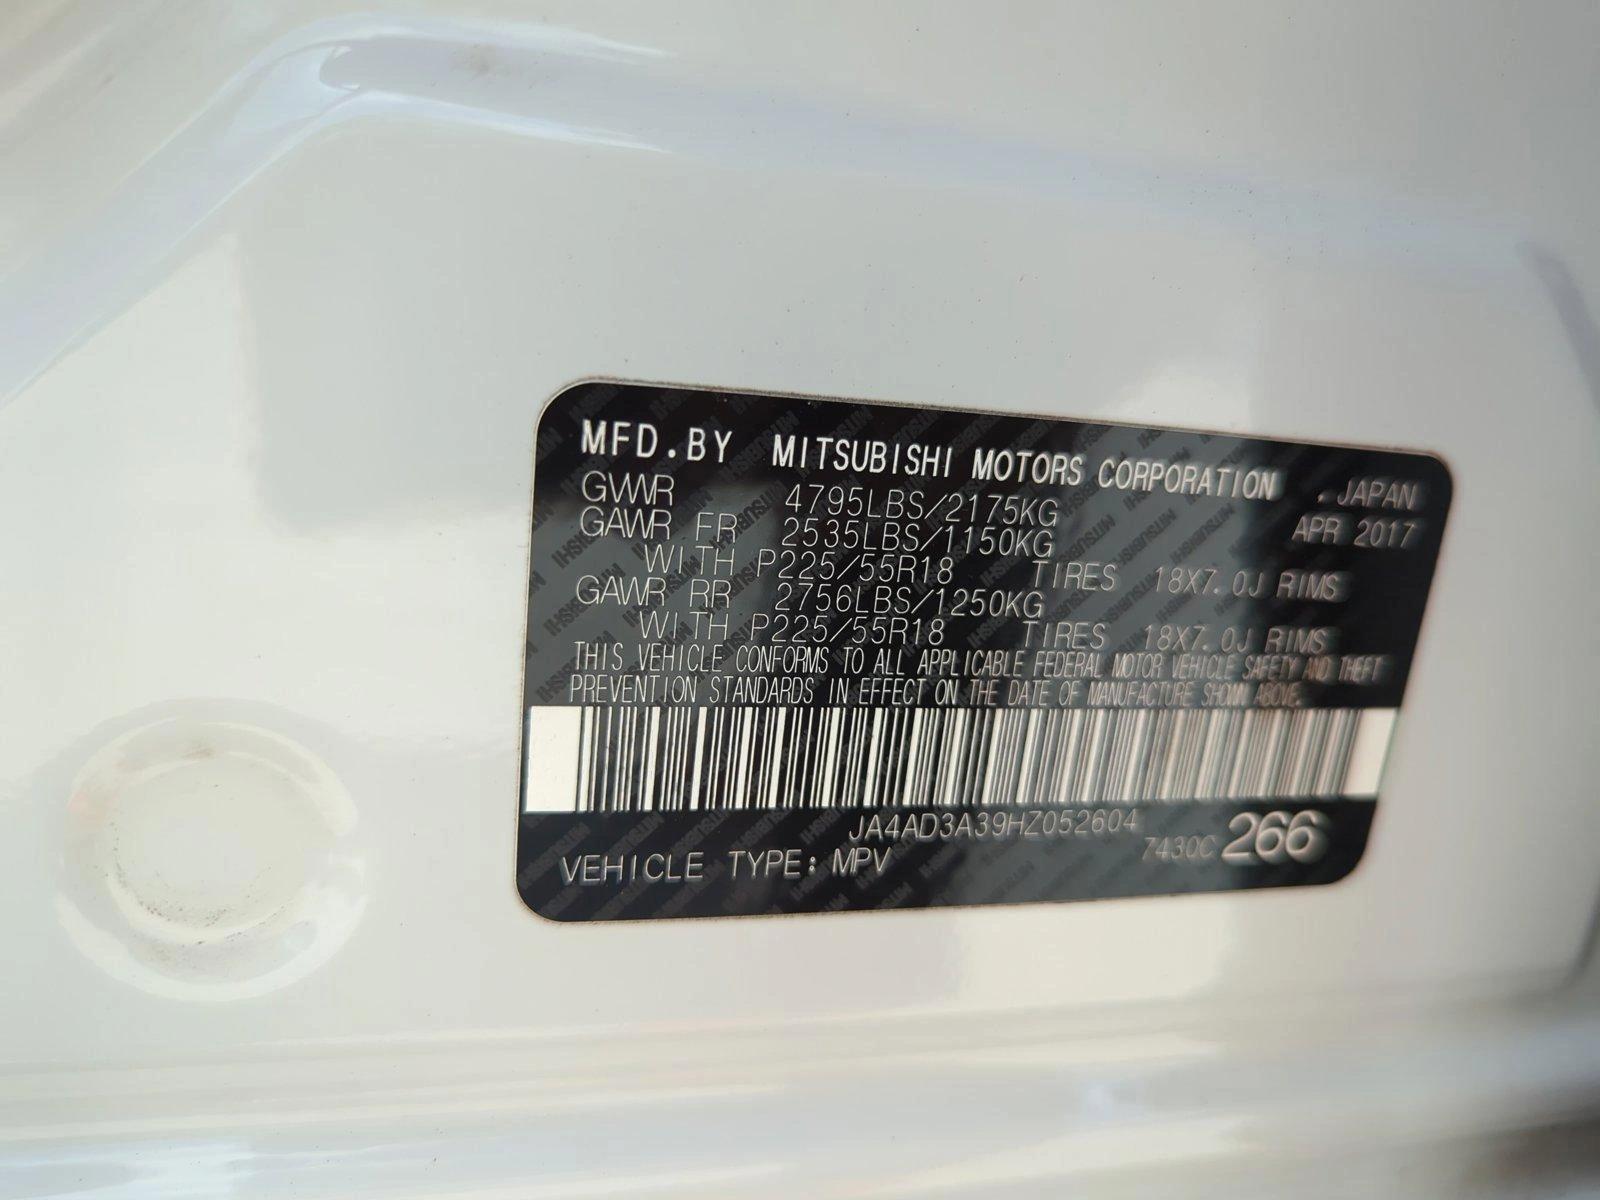 MFD.BY MITSUBISHI MOTORS CORPORATION .JAPAN
GVWR 4795LBS/2175KG APR 2017
GAWR FR 2535LBS/1150KG
WITH P225/55R18 TIRES 18X7.0J RIMS
GAWR RR 2756LBS/1250KG
WITH P225/55R18 TIRES 18X7.0J RIMS
THIS VEHICLE CONFORMS TO ALL APPLICABLE FEDERAL MOTOR VEHICLE SAFETY AND THEFT
PREVENTION STANDARDS IN EFFECT ON THE DATE OF MANUFACTURE SHOWN ABOVE.
JA4AD3A39HZ052604
VEHICLE TYPE: MPV 7430C 266